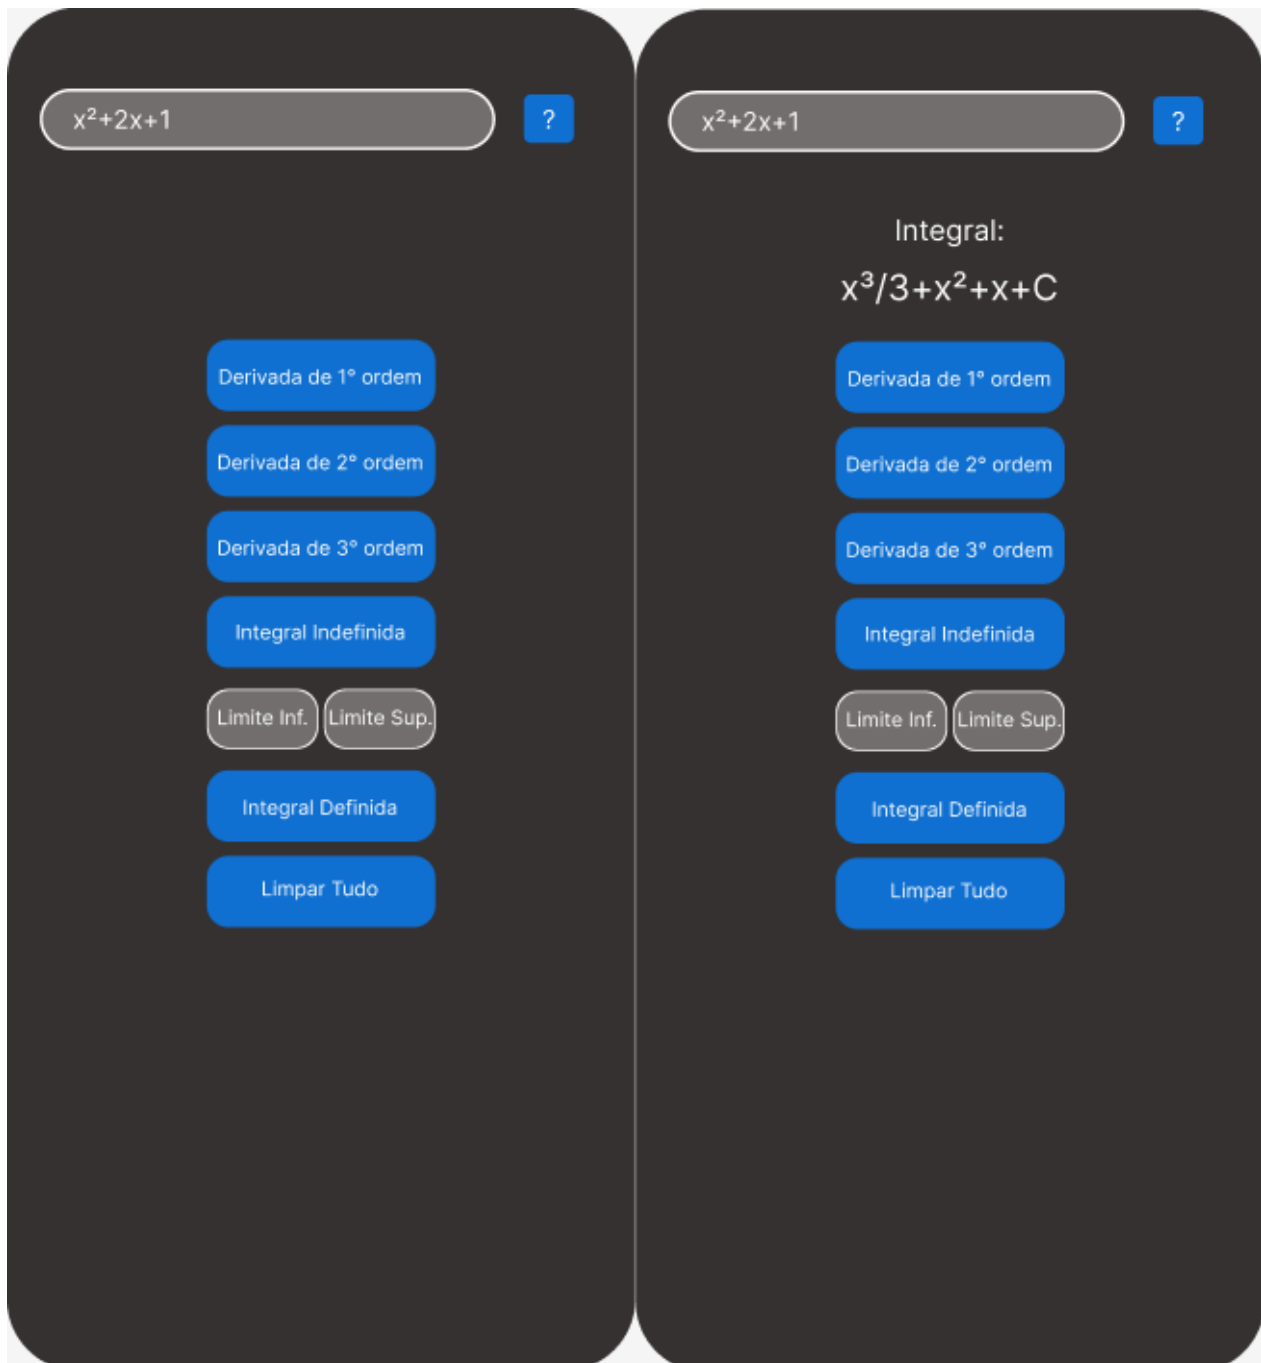 x²+2x+1
?
Derivada de 1° ordem
Derivada de 2° ordem
Derivada de 3° ordem
Integral Indefinida
Limite Inf. Limite Sup.
Integral Definida
Limpar Tudo
x²+2x+1
?
Integral:
x³/3+x²+x+C
Derivada de 1° ordem
Derivada de 2° ordem
Derivada de 3° ordem
Integral Indefinida
Limite Inf. Limite Sup.
Integral Definida
Limpar Tudo